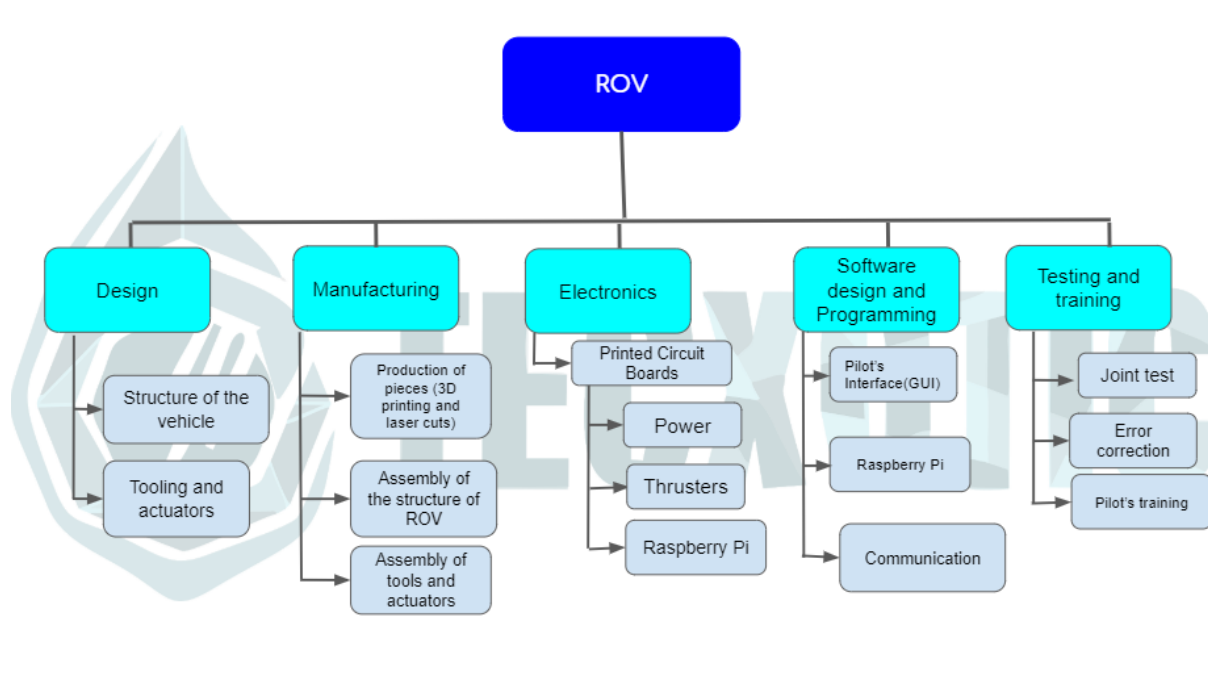 ROV
Design
Structure of the
vehicle
Tooling and
actuators
Manufacturing
Production of
pieces (3D
printing and
laser cuts)
Assembly of
the structure of
ROV
Assembly of
tools and
actuators
Electronics
Printed Circuit
Boards
Power
Thrusters
Raspberry Pi
Software
design and
Programming
Pilot's
Interface(GUI)
Raspberry Pi
Communication
Testing and
training
Joint test
Error
correction
Pilot's training